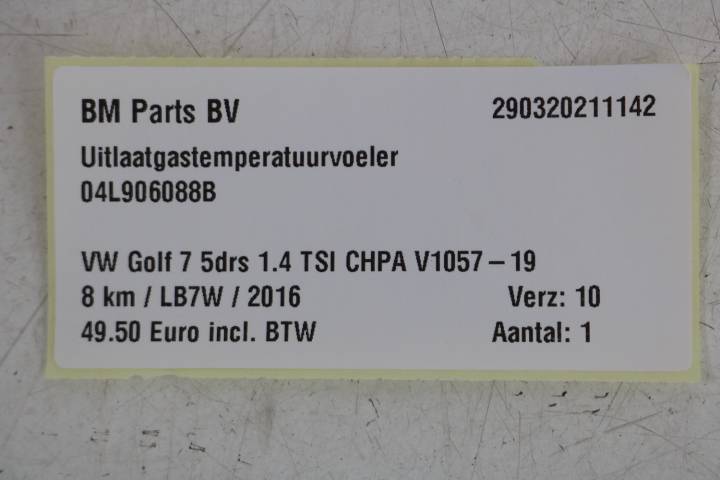 BM Parts BV 290320211142
Uitlaatgastemperatuurvoeler
04L906088B
VW Golf 7 5drs 1.4 TSI CHPA V1057 – 19
8 km / LB7W / 2016 Verz: 10
49.50 Euro incl. BTW Aantal: 1